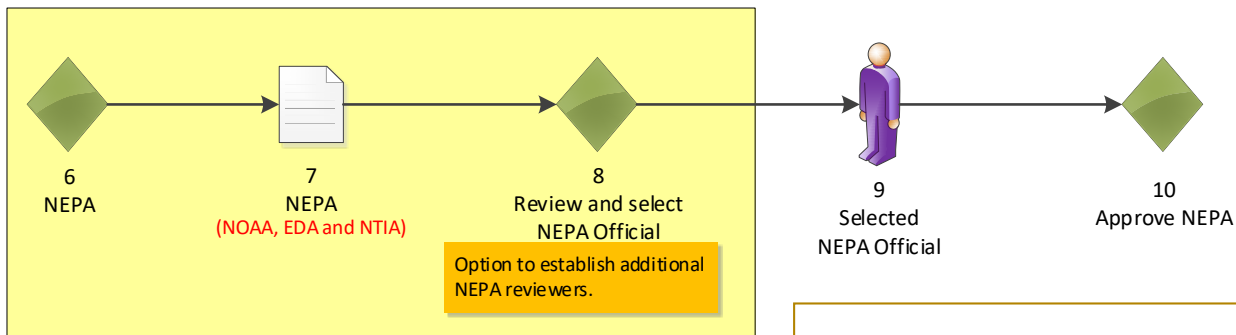 6
NEPA
7
NEPA
(NOAA, EDA and NTIA)
8
Review and select
NEPA Official
Option to establish additional
NEPA reviewers.
9
Selected
NEPA Official
10
Approve NEPA